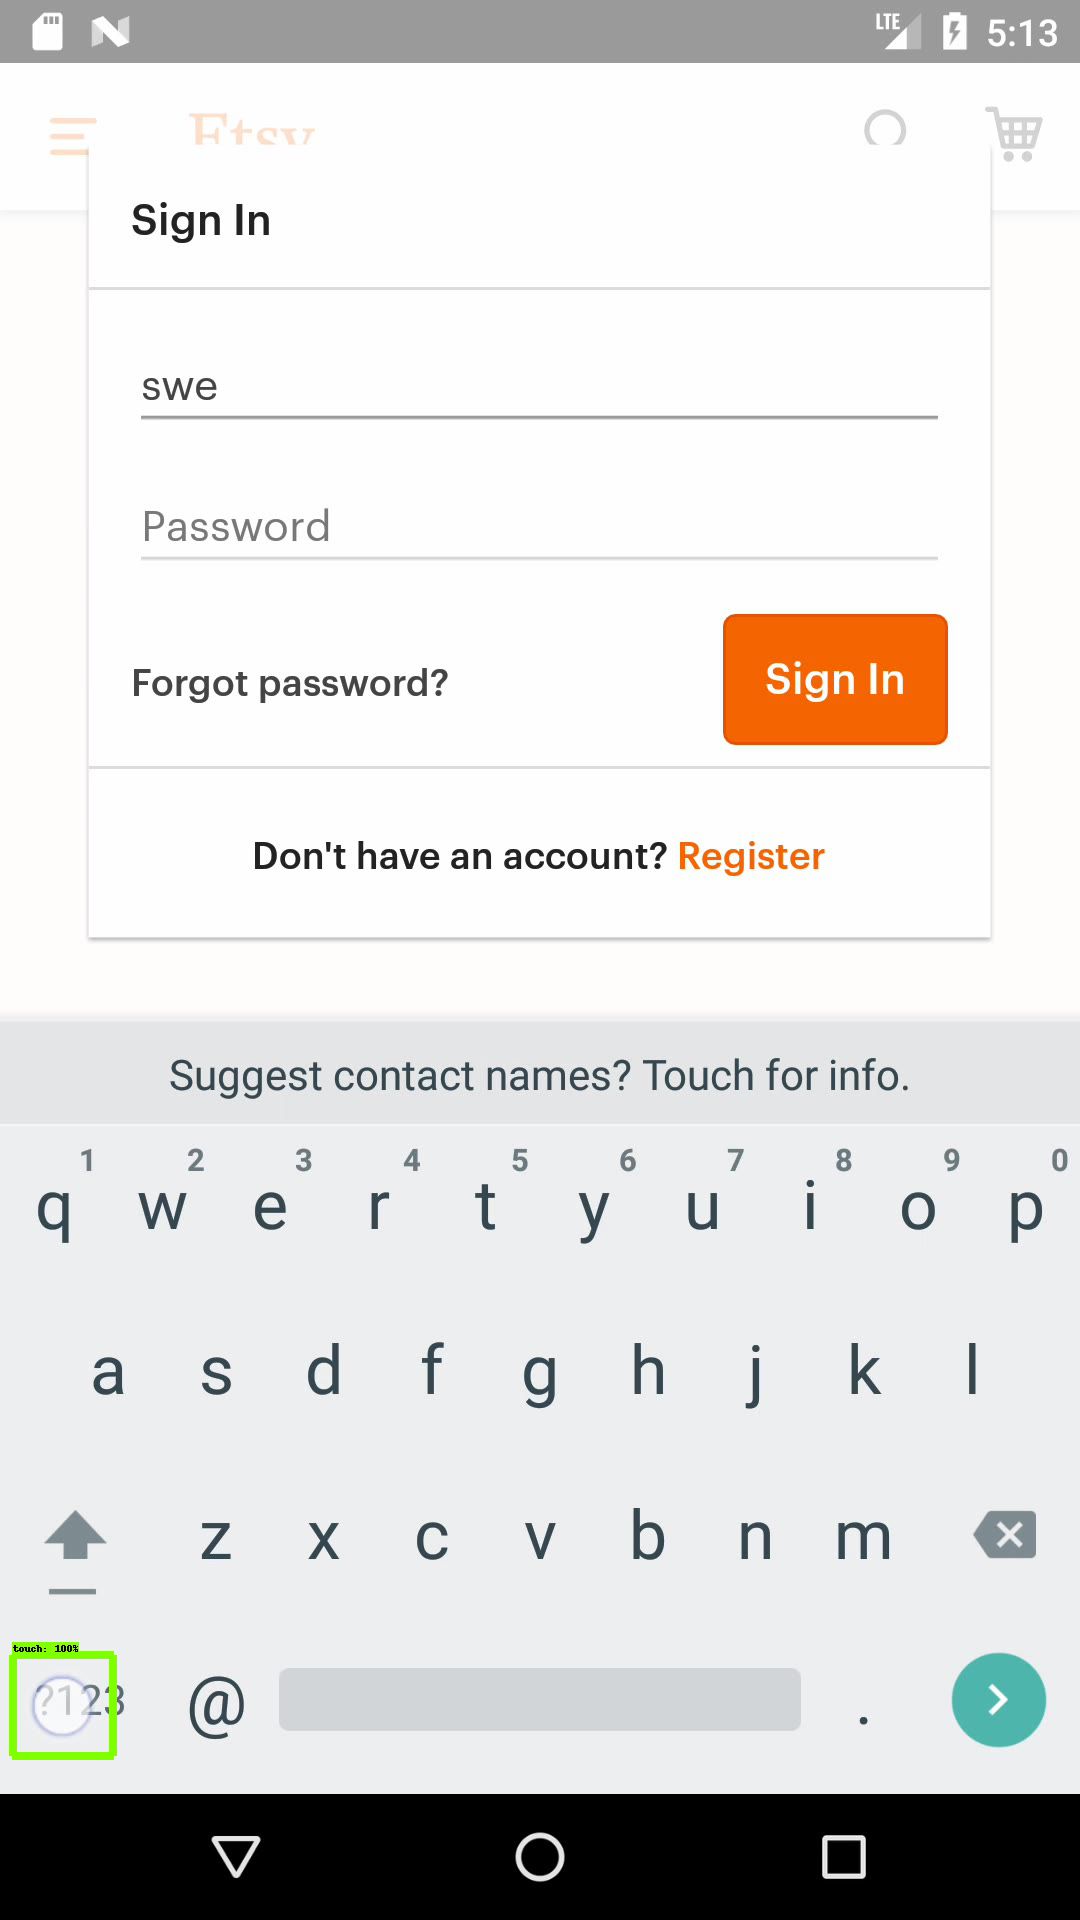 LTE 5:13
Etsy
Sign In
swe
Password
Forgot password? Sign In
Don't have an account? Register
Suggest contact names? Touch for info.
1 2 3 4 5 6 7 8 9 0
q w e r t y u i o p
a s d f g h j k l
z x c v b n m
touch: 100%
?123 @ .